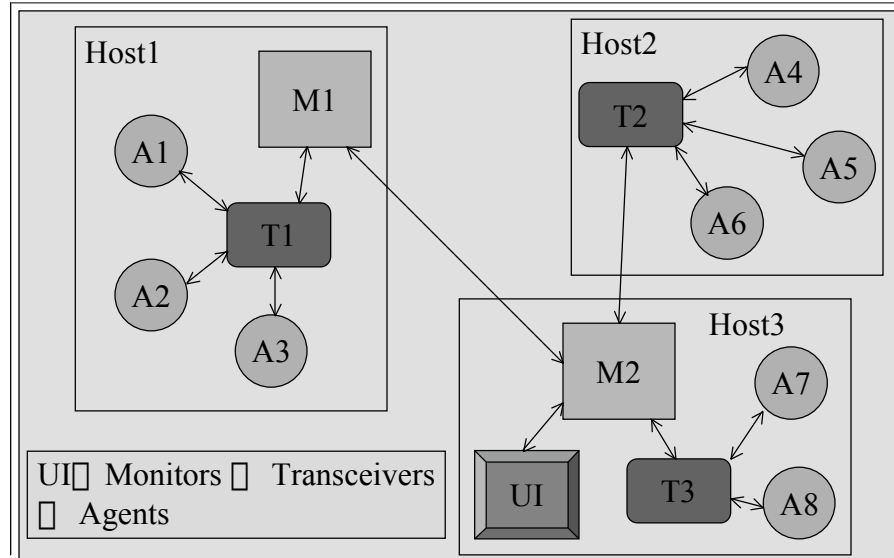 Host1
M1
A1
T1
A2
A3
Host2
A4
T2
A5
A6
Host3
M2
A7
UI
T3
A8
UI□ Monitors □ Transceivers
□ Agents